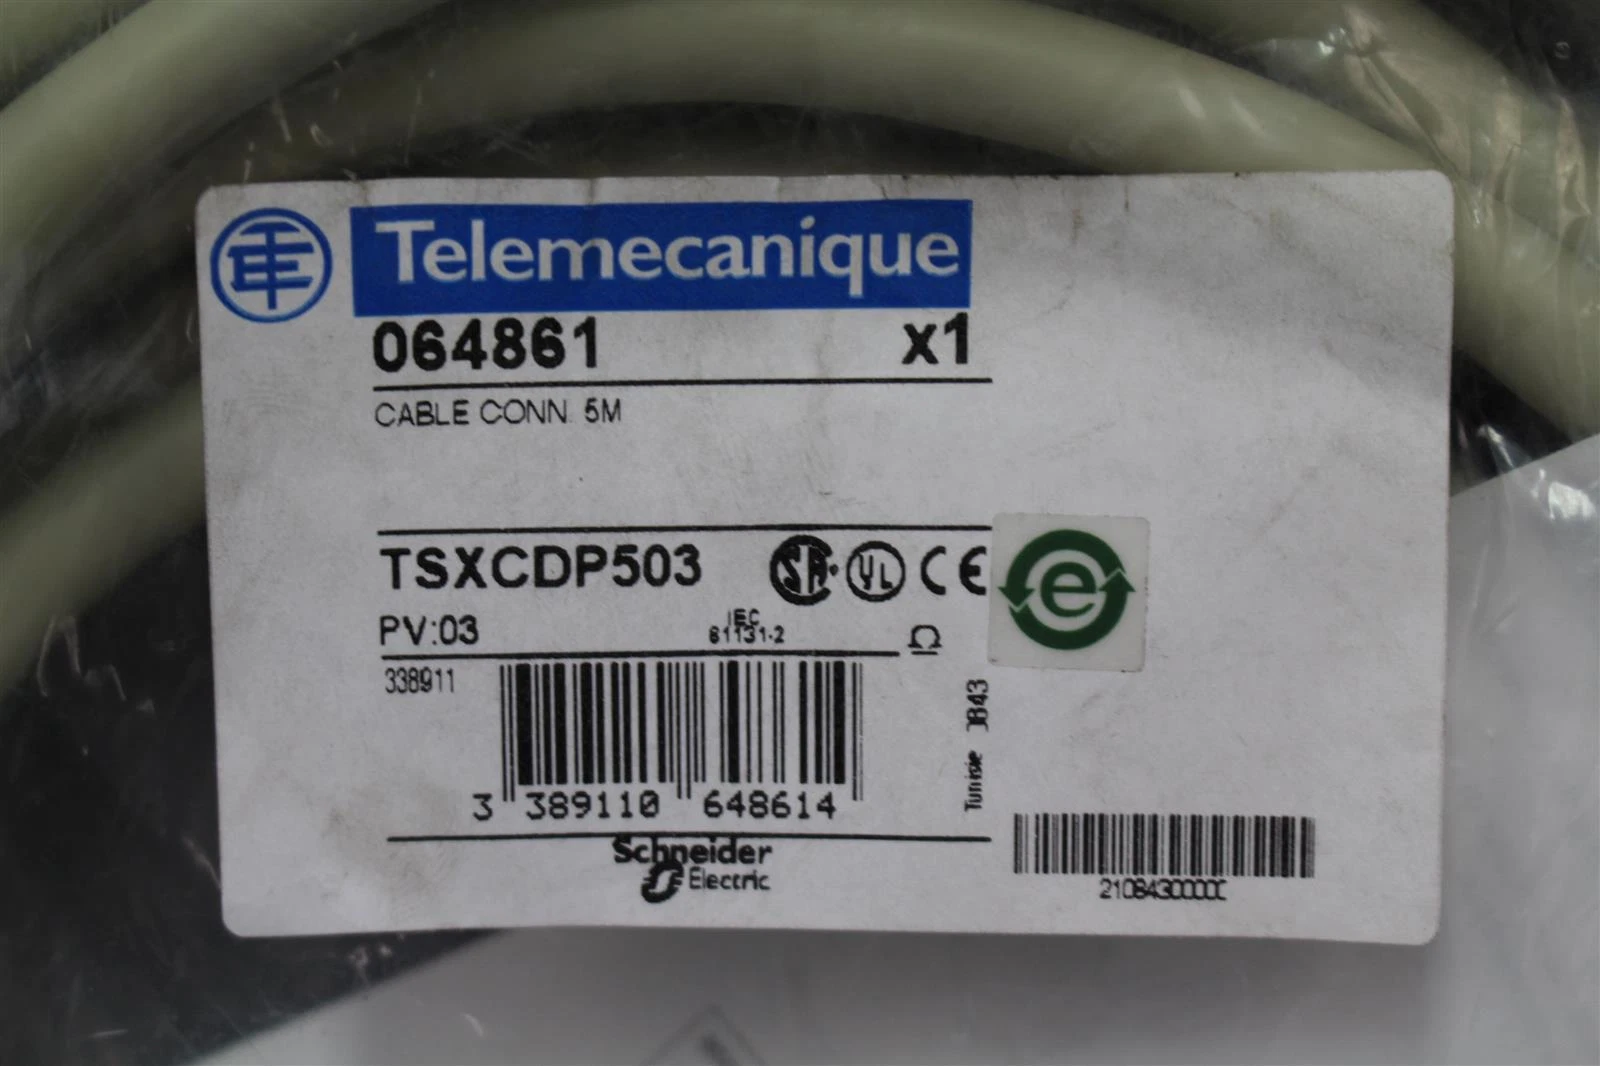 Telemecanique
064861 x1
CABLE CONN. 5M
TSXCDP503
PV:03
IEC
61131-2
338911
Tunisie
3 389110 648614
Schneider
Electric